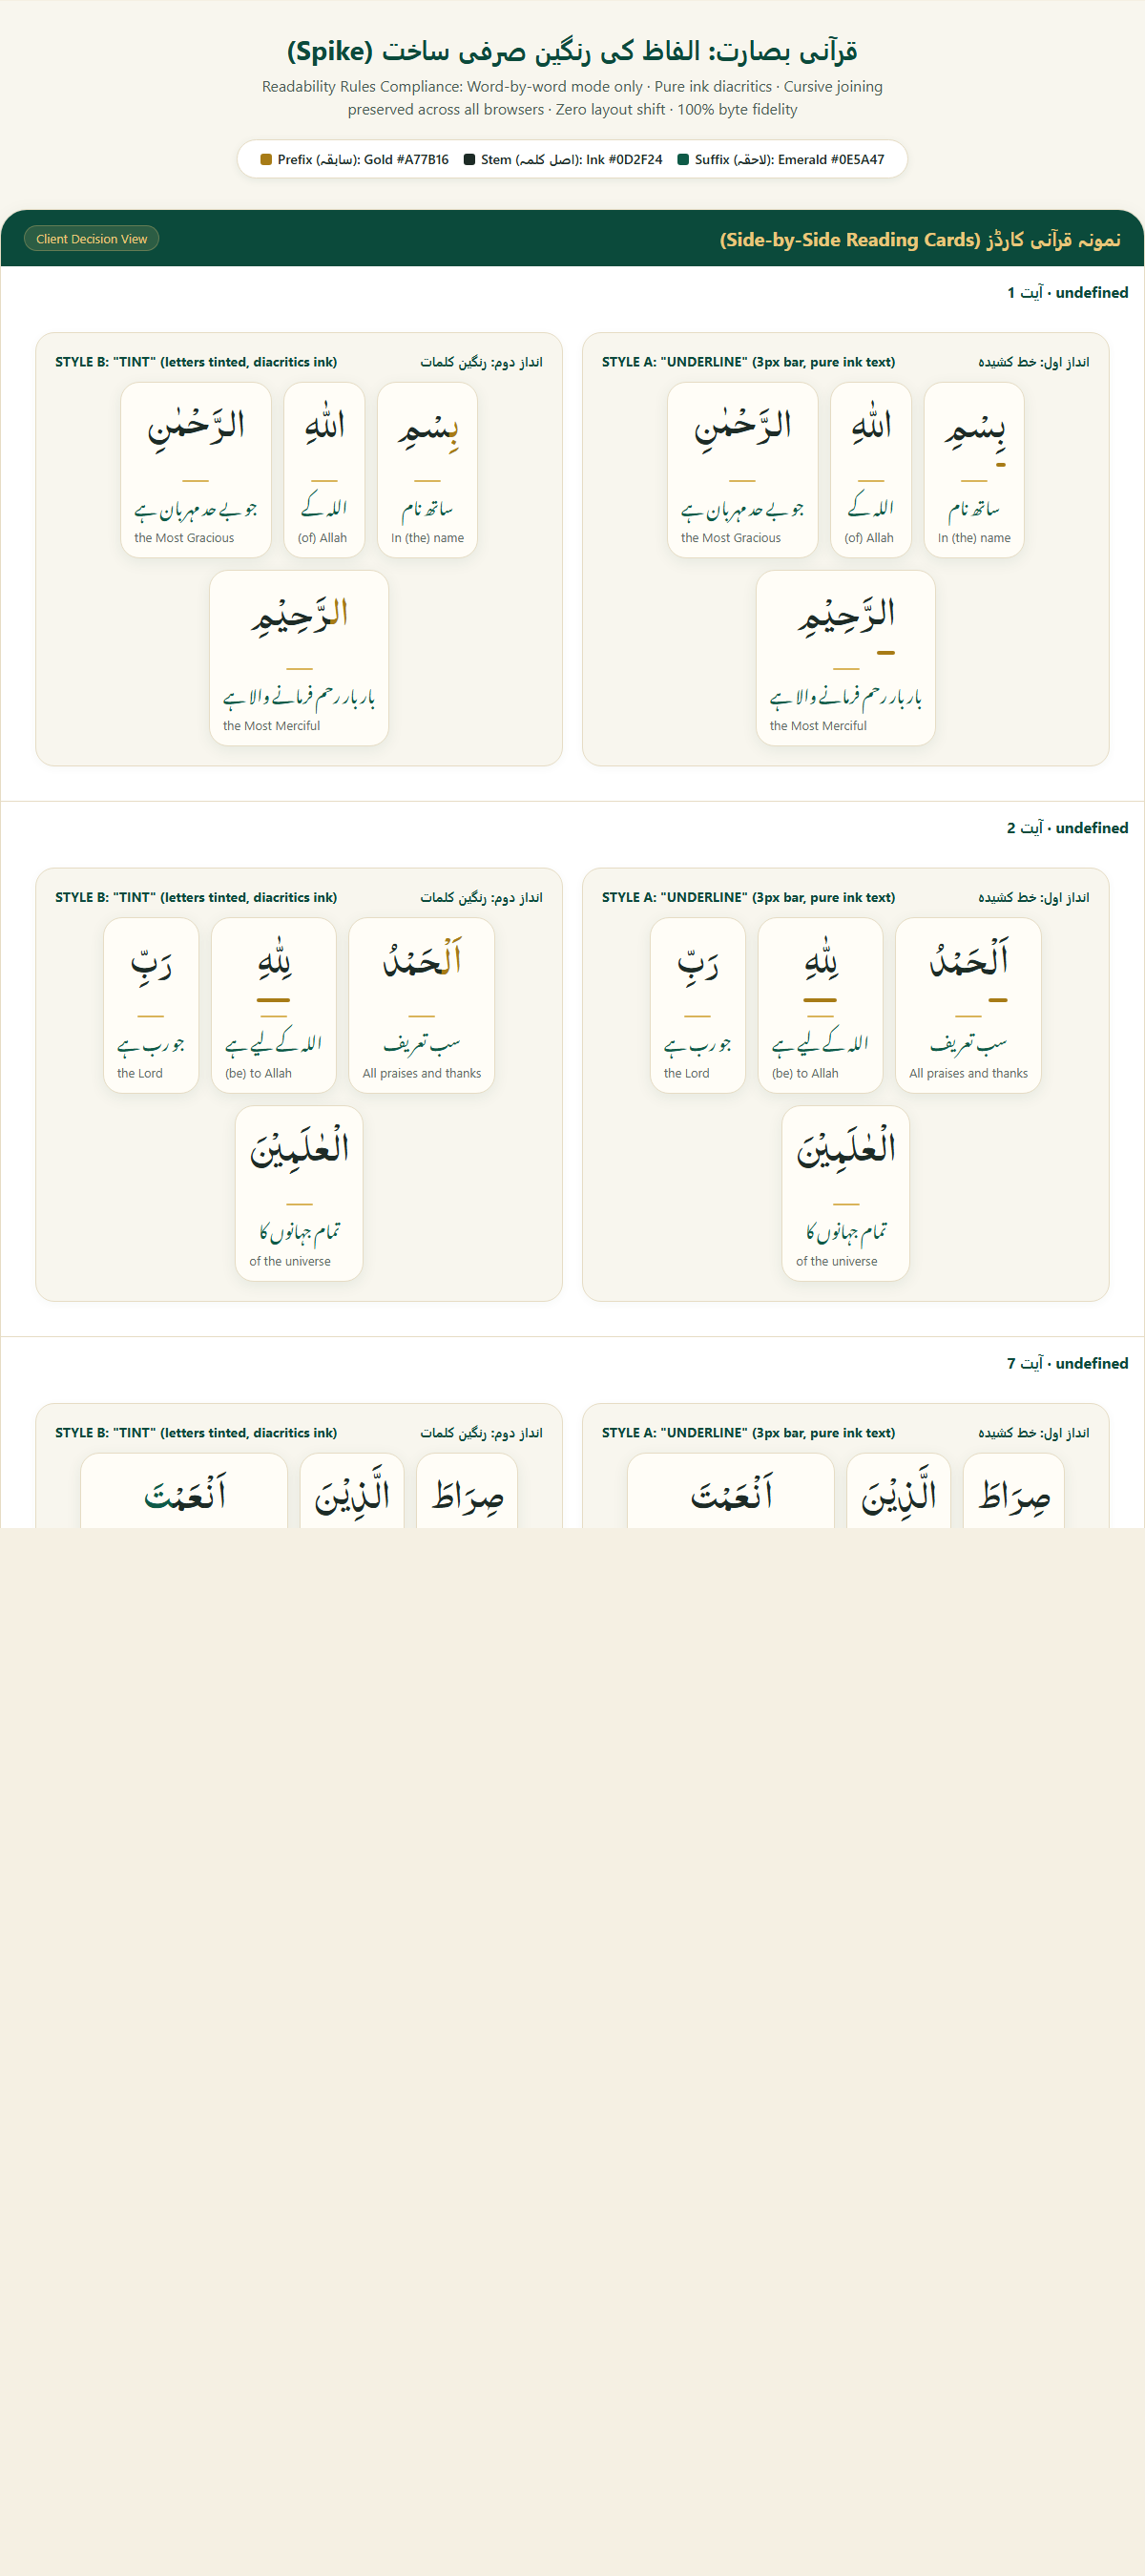 قرآنی بصارت: الفاظ کی رنگین صرفی ساخت (Spike)
Readability Rules Compliance: Word-by-word mode only · Pure ink diacritics · Cursive joining
preserved across all browsers · Zero layout shift · 100% byte fidelity
Prefix (سابقہ): Gold #A77B16 Stem (اصل کلمہ): Ink #0D2F24 Suffix (لاحقہ): Emerald #0E5A47
نمونہ قرآنی کارڈز (Side-by-Side Reading Cards)
Client Decision View
undefined · آیت 1
انداز اول: خط کشیدہ
STYLE A: "UNDERLINE" (3px bar, pure ink text)
بِسْمِ اللّٰهِ الرَّحْمٰنِ
ساتھ نام اللہ کے جو بے حد مہربان ہے
In (the) name (of) Allah the Most Gracious
الرَّحِيْمِ
بار بار رحم فرمانے والا ہے
the Most Merciful
انداز دوم: رنگین کلمات
STYLE B: "TINT" (letters tinted, diacritics ink)
بِسْمِ اللّٰهِ الرَّحْمٰنِ
ساتھ نام اللہ کے جو بے حد مہربان ہے
In (the) name (of) Allah the Most Gracious
الرَّحِيْمِ
بار بار رحم فرمانے والا ہے
the Most Merciful
undefined · آیت 2
انداز اول: خط کشیدہ
STYLE A: "UNDERLINE" (3px bar, pure ink text)
اَلْحَمْدُ لِلّٰهِ رَبِّ
سب تعریف اللہ کے لیے ہے جو رب ہے
All praises and thanks (be) to Allah the Lord
الْعٰلَمِيْنَ
تمام جہانوں کا
of the universe
انداز دوم: رنگین کلمات
STYLE B: "TINT" (letters tinted, diacritics ink)
اَلْحَمْدُ لِلّٰهِ رَبِّ
سب تعریف اللہ کے لیے ہے جو رب ہے
All praises and thanks (be) to Allah the Lord
الْعٰلَمِيْنَ
تمام جہانوں کا
of the universe
undefined · آیت 7
انداز اول: خط کشیدہ
STYLE A: "UNDERLINE" (3px bar, pure ink text)
صِرَاطَ الَّذِيْنَ اَنْعَمْتَ
انداز دوم: رنگین کلمات
STYLE B: "TINT" (letters tinted, diacritics ink)
صِرَاطَ الَّذِيْنَ اَنْعَمْتَ